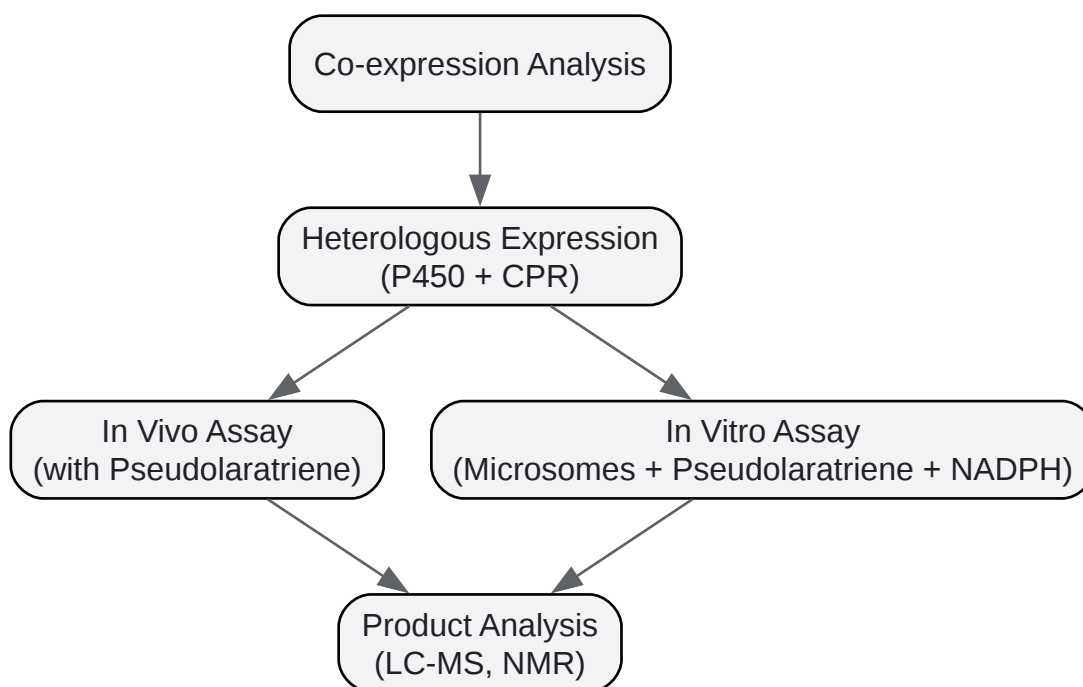 Co-expression Analysis
Heterologous Expression
(P450 + CPR)
In Vivo Assay
(with Pseudolaratriene)
In Vitro Assay
(Microsomes + Pseudolaratriene + NADPH)
Product Analysis
(LC-MS, NMR)